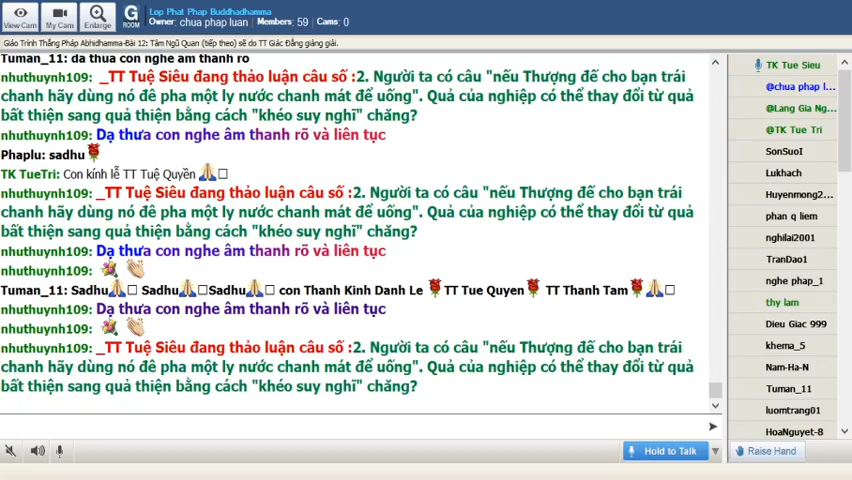 View Cam
My Cam
Enlarge
G
ROOM
Lop Phat Phap Buddhadhamma
Owner: chua phap luan / Members: 59 / Cams: 0
Giáo Trình Thắng Pháp Abhidhamma-Bài 12: Tâm Ngũ Quan (bếp theo) sẽ do TT Giác Đẳng giảng giải.
Tuman_11: da thua con nghe am thanh ro
nhuthuynh109: _TT Tuệ Siêu đang thảo luận câu số :2. Người ta có câu "nếu Thượng đế cho bạn trái
chanh hãy dùng nó đê pha một ly nước chanh mát để uống". Quả của nghiệp có thể thay đổi từ quả
bất thiện sang quả thiện bằng cách "khéo suy nghĩ" chăng?
nhuthuynh109: Dạ thưa con nghe âm thanh rõ và liên tục
Phaplu: sadhu
TK TueTri: Con kính lễ TT Tuệ Quyền
nhuthuynh109: _TT Tuệ Siêu đang thảo luận câu số :2. Người ta có câu "nếu Thượng đế cho bạn trái
chanh hãy dùng nó đê pha một ly nước chanh mát để uống". Quả của nghiệp có thể thay đổi từ quả
bất thiện sang quả thiện bằng cách "khéo suy nghĩ" chăng?
nhuthuynh109: Dạ thưa con nghe âm thanh rõ và liên tục
nhuthuynh109:
Tuman_11: Sadhu Sadhu Sadhu con Thanh Kinh Danh Le TT Tue Quyen TT Thanh Tam
nhuthuynh109: Dạ thưa con nghe âm thanh rõ và liên tục
nhuthuynh109:
nhuthuynh109: _TT Tuệ Siêu đang thảo luận câu số :2. Người ta có câu "nếu Thượng đế cho bạn trái
chanh hãy dùng nó đê pha một ly nước chanh mát để uống". Quả của nghiệp có thể thay đổi từ quả
bất thiện sang quả thiện bằng cách "khéo suy nghĩ" chăng?
Hold to Talk
TK Tue Sieu
@chua phap l...
@Lang Gia Ng...
@TK Tue Tri
SonSuoI
Lukhach
Huyenmong2...
phan q liem
nghilai2001
TranDao1
nghe phap_1
thy lam
Dieu Giac 999
khema_5
Nam-Ha-N
Tuman_11
luomtrang01
HoaNguyet-8
Raise Hand